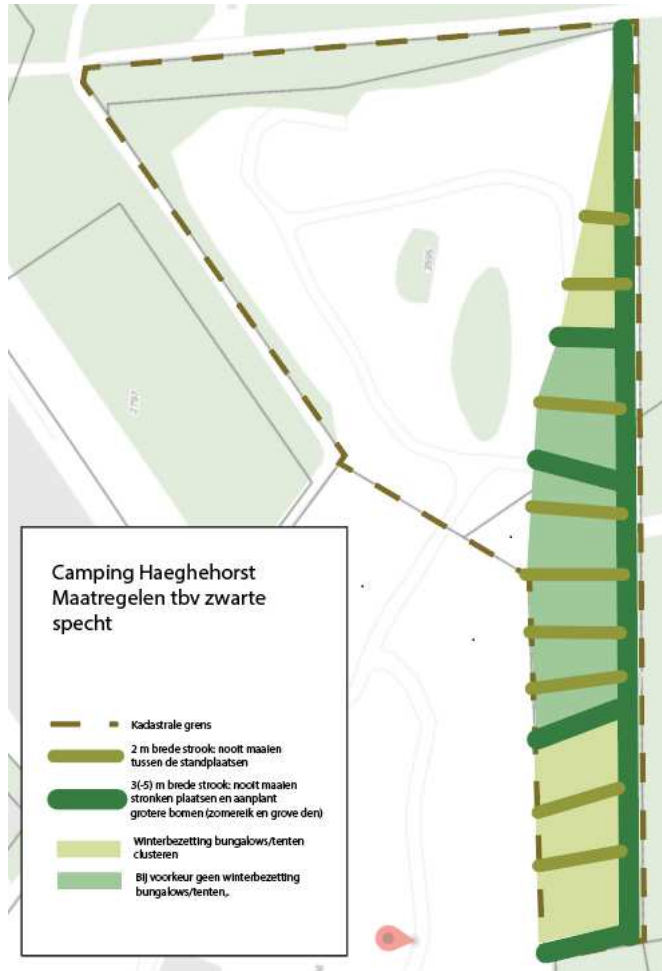 2695
2797
Camping Haeghehorst
Maatregelen tbv zwarte
specht
Kadastrale grens
2 m brede strook: nooit maaien
tussen de standplaatsen
3(-5) m brede strook: nooit maaien
stronken plaatsen en aanplant
grotere bomen (zomereik en grove den)
Winterbezetting bungalows/tenten
clusteren
Bij voorkeur geen winterbezetting
bungalows/tenten,.